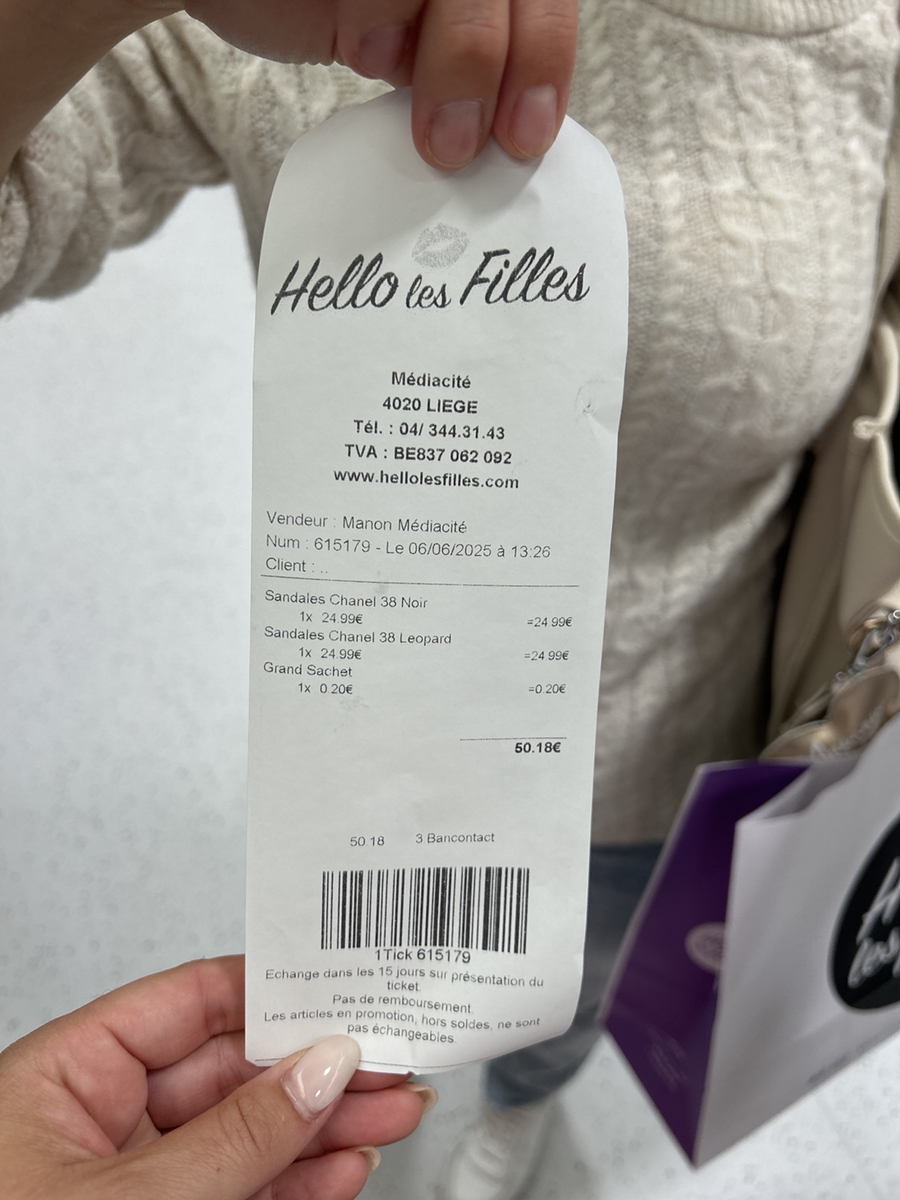 Hello les Filles
Médiacité
4020 LIEGE
Tél. : 04/ 344.31.43
TVA : BE837 062 092
www.hellolesfilles.com
Vendeur : Manon Médiacité
Num : 615179 - Le 06/06/2025 à 13:26
Client : ..
Sandales Chanel 38 Noir
1x 24.99€ =24.99€
Sandales Chanel 38 Leopard
1x 24.99€ =24.99€
Grand Sachet
1x 0.20€ =0.20€
50.18€
50.18 3 Bancontact
1Tick 615179
Echange dans les 15 jours sur présentation du
ticket.
Pas de remboursement.
Les articles en promotion, hors soldes, ne sont
pas échangeables.
les